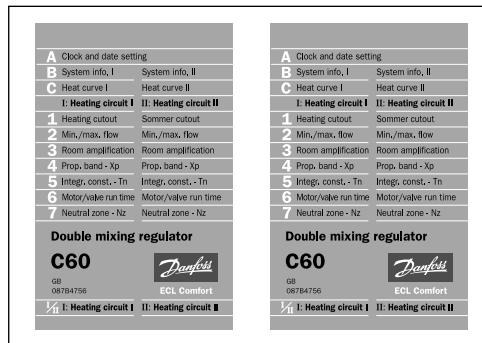 A Clock and date setting
B System info, I System info, II
C Heat curve I Heat curve II
I: Heating circuit I II: Heating circuit II
1 Heating cutout Sommer cutout
2 Min./max. flow Min./max. flow
3 Room amplification Room amplification
4 Prop. band - Xp Prop. band - Xp
5 Integr. const. - Tn Integr. const. - Tn
6 Motor/valve run time Motor/valve run time
7 Neutral zone - Nz Neutral zone - Nz
Double mixing regulator
C60 Danfoss
GB
087B4756 ECL Comfort
I/II I: Heating circuit I II: Heating circuit II
A Clock and date setting
B System info, I System info, II
C Heat curve I Heat curve II
I: Heating circuit I II: Heating circuit II
1 Heating cutout Sommer cutout
2 Min./max. flow Min./max. flow
3 Room amplification Room amplification
4 Prop. band - Xp Prop. band - Xp
5 Integr. const. - Tn Integr. const. - Tn
6 Motor/valve run time Motor/valve run time
7 Neutral zone - Nz Neutral zone - Nz
Double mixing regulator
C60 Danfoss
GB
087B4756 ECL Comfort
I/II I: Heating circuit I II: Heating circuit II